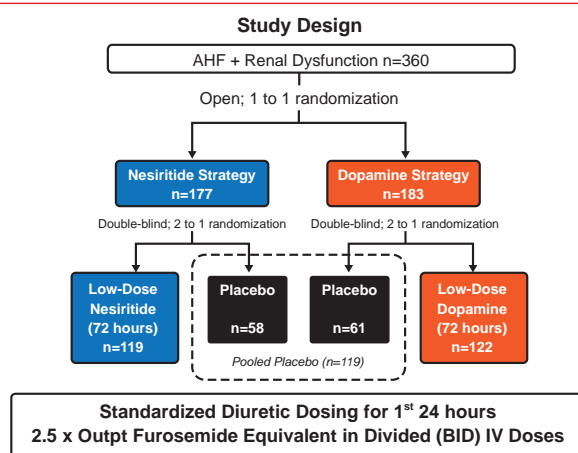 Study Design
AHF + Renal Dysfunction n=360
Open; 1 to 1 randomization
Nesiritide Strategy
n=177
Dopamine Strategy
n=183
Double-blind; 2 to 1 randomization
Double-blind; 2 to 1 randomization
Low-Dose
Nesiritide
(72 hours)
n=119
Placebo
n=58
Placebo
n=61
Low-Dose
Dopamine
(72 hours)
n=122
Pooled Placebo (n=119)
Standardized Diuretic Dosing for 1st 24 hours
2.5 x Outpt Furosemide Equivalent in Divided (BID) IV Doses